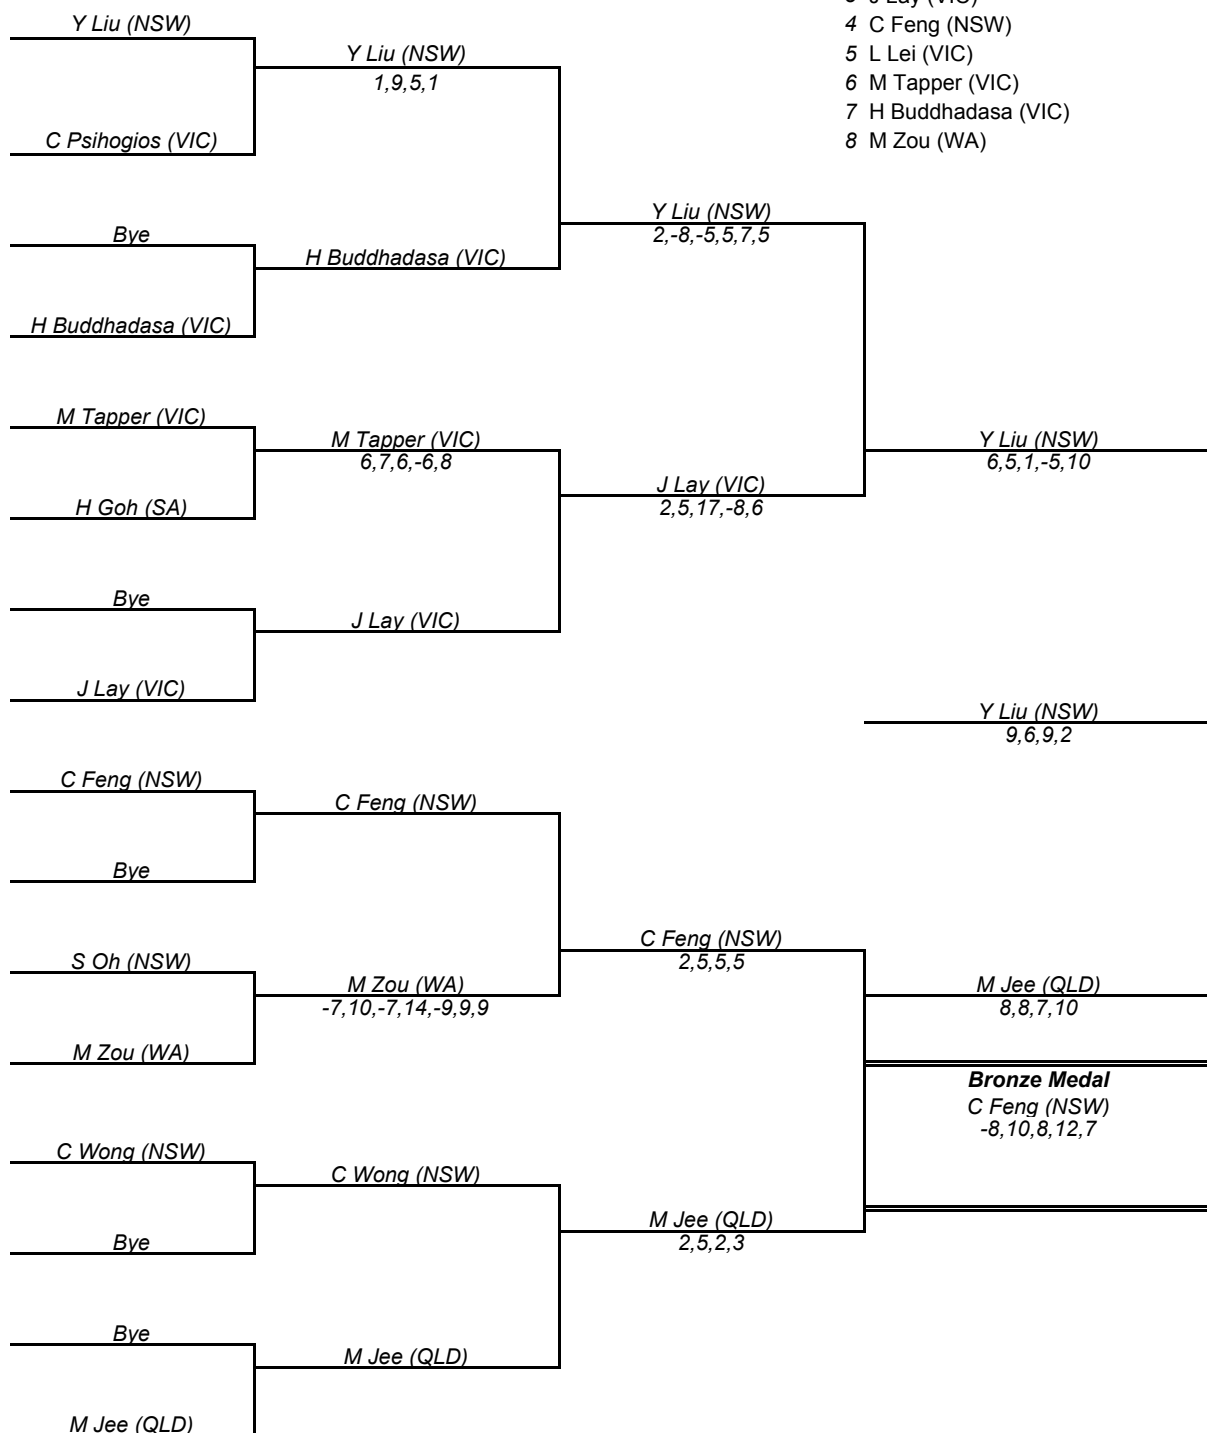 3 J Lay (VIC)
4 C Feng (NSW)
5 L Lei (VIC)
6 M Tapper (VIC)
7 H Buddhadasa (VIC)
8 M Zou (WA)
Y Liu (NSW)
Y Liu (NSW)
1,9,5,1
C Psihogios (VIC)
Y Liu (NSW)
2,-8,-5,5,7,5
Bye
H Buddhadasa (VIC)
H Buddhadasa (VIC)
M Tapper (VIC)
M Tapper (VIC)
6,7,6,-6,8
Y Liu (NSW)
6,5,1,-5,10
H Goh (SA)
J Lay (VIC)
2,5,17,-8,6
Bye
J Lay (VIC)
J Lay (VIC)
Y Liu (NSW)
9,6,9,2
C Feng (NSW)
C Feng (NSW)
Bye
C Feng (NSW)
2,5,5,5
S Oh (NSW)
M Zou (WA)
-7,10,-7,14,-9,9,9
M Jee (QLD)
8,8,7,10
M Zou (WA)
Bronze Medal
C Feng (NSW)
-8,10,8,12,7
C Wong (NSW)
C Wong (NSW)
M Jee (QLD)
2,5,2,3
Bye
Bye
M Jee (QLD)
M Jee (QLD)